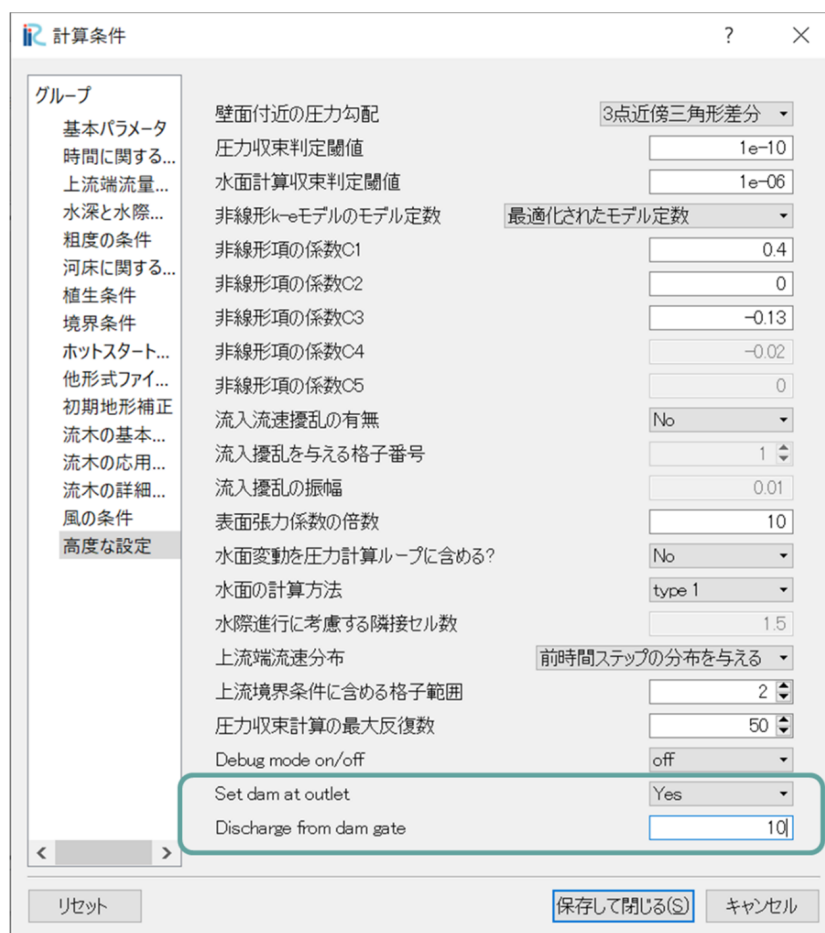 計算条件
?
グループ
基本パラメータ
時間に関する...
上流端流量...
水深と水際...
粗度の条件
河床に関する...
植生条件
境界条件
ホットスタート...
他形式ファイ...
初期地形補正
流木の基本...
流木の応用...
流木の詳細...
風の条件
高度な設定
壁面付近の圧力勾配 3点近傍三角形差分
圧力収束判定閾値 1e-10
水面計算収束判定閾値 1e-06
非線形k-eモデルのモデル定数 最適化されたモデル定数
非線形項の係数C1 0.4
非線形項の係数C2 0
非線形項の係数C3 -0.13
非線形項の係数C4 -0.02
非線形項の係数C5 0
流入流速擾乱の有無 No
流入擾乱を与える格子番号 1
流入擾乱の振幅 0.01
表面張力係数の倍数 10
水面変動を圧力計算ループに含める? No
水面の計算方法 type 1
水際進行に考慮する隣接セル数 1.5
上流端流速分布 前時間ステップの分布を与える
上流境界条件に含める格子範囲 2
圧力収束計算の最大反復数 50
Debug mode on/off off
Set dam at outlet Yes
Discharge from dam gate 10
リセット 保存して閉じる(S) キャンセル